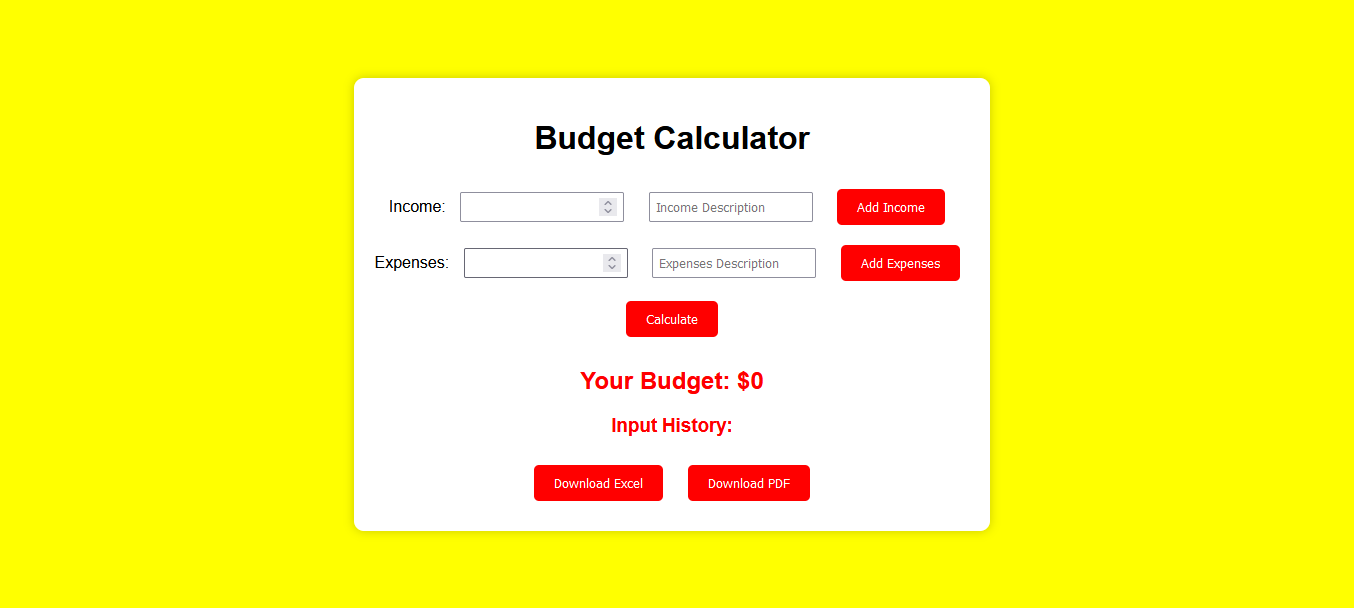 Budget Calculator
Income: Income Description Add Income
Expenses: Expenses Description Add Expenses
Calculate
Your Budget: $0
Input History:
Download Excel Download PDF